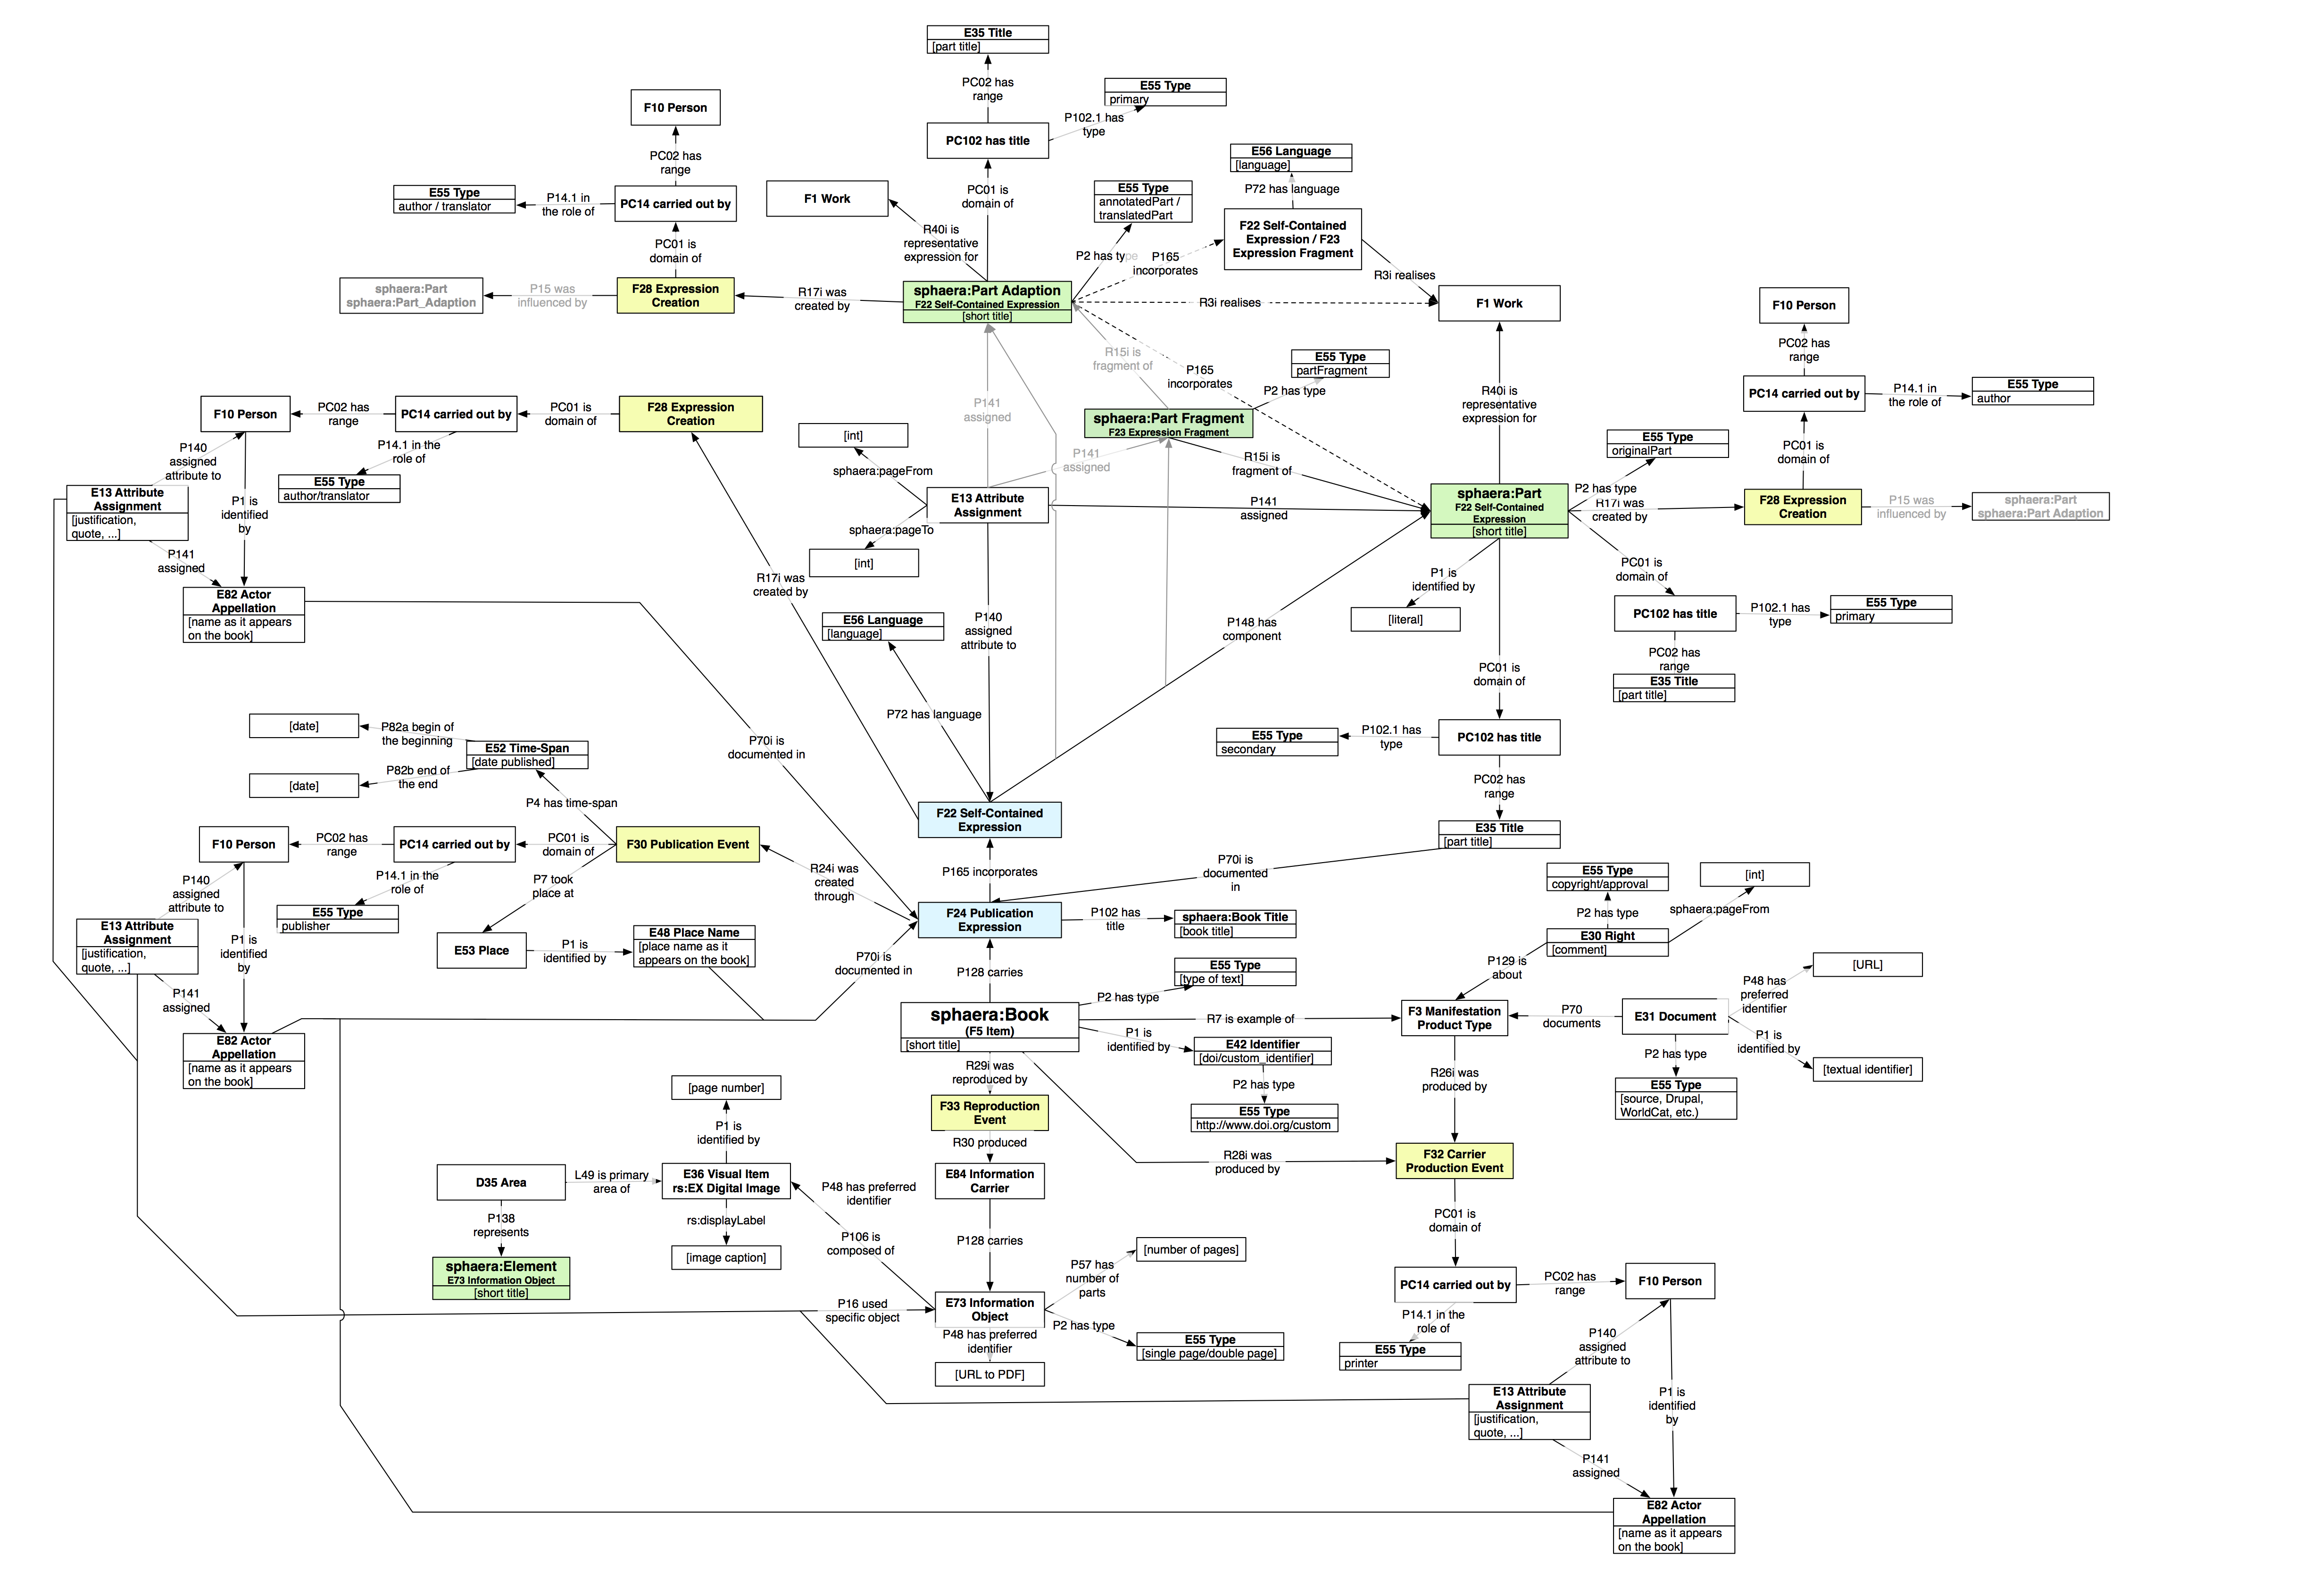 E35 Title
[part title]
PC02 has
range
E55 Type
primary
P102.1 has
type
PC102 has title
PC01 is
domain of
F10 Person
PC02 has
range
E55 Type
author / translator
P14.1 in
the role of
PC14 carried out by
PC01 is
domain of
F1 Work
R40i is
representative
expression for
E55 Type
annotatedPart /
translatedPart
P2 has type
E56 Language
[language]
P72 has language
F22 Self-Contained
Expression / F23
Expression Fragment
P165
incorporates
R3i realises
sphaera:Part
sphaera:Part_Adaption
P15 was
influenced by
F28 Expression
Creation
R17i was
created by
sphaera:Part Adaption
F22 Self-Contained Expression
[short title]
R3i realises
F1 Work
F10 Person
PC02 has
range
PC14 carried out by
P14.1 in
the role of
E55 Type
author
PC01 is
domain of
R15i is
fragment of
P165
incorporates
E55 Type
partFragment
P2 has type
R40i is
representative
expression for
F10 Person
PC02 has
range
PC14 carried out by
PC01 is
domain of
F28 Expression
Creation
P141
assigned
sphaera:Part Fragment
F23 Expression Fragment
[int]
sphaera:pageFrom
P141
assigned
R15i is
fragment of
E55 Type
originalPart
P2 has type
P140
assigned
attribute to
P14.1 in the
role of
E55 Type
author/translator
E13 Attribute
Assignment
[justification,
quote, ...]
P1 is
identified
by
P141
assigned
E13 Attribute
Assignment
P141
assigned
sphaera:pageTo
[int]
sphaera:Part
F22 Self-Contained
Expression
[short title]
R17i was
created by
F28 Expression
Creation
P15 was
influenced by
sphaera:Part
sphaera:Part Adaption
E82 Actor
Appellation
[name as it appears
on the book]
R17i was
created by
E56 Language
[language]
P140
assigned
attribute to
P148 has
component
P1 is
identified by
[literal]
PC01 is
domain of
PC102 has title
P102.1 has
type
E55 Type
primary
PC02 has
range
E35 Title
[part title]
PC01 is
domain of
P72 has language
P70i is
documented in
E55 Type
secondary
P102.1 has
type
PC102 has title
PC02 has
range
E35 Title
[part title]
[date]
P82a begin of
the beginning
E52 Time-Span
[date published]
[date]
P82b end of
the end
P4 has time-span
F22 Self-Contained
Expression
F10 Person
PC02 has
range
PC14 carried out by
PC01 is
domain of
F30 Publication Event
R24i was
created
through
P165 incorporates
P70i is
documented
in
P140
assigned
attribute to
P14.1 in the
role of
P7 took
place at
E55 Type
publisher
E13 Attribute
Assignment
[justification,
quote, ...]
P1 is
identified
by
E53 Place
P1 is
identified by
E48 Place Name
[place name as it
appears on the book]
P70i is
documented in
F24 Publication
Expression
P102 has
title
sphaera:Book Title
[book title]
E55 Type
copyright/approval
[int]
P2 has type
sphaera:pageFrom
E30 Right
[comment]
P128 carries
P2 has type
E55 Type
[type of text]
P129 is
about
P48 has
preferred
identifier
[URL]
P141
assigned
E82 Actor
Appellation
[name as it appears
on the book]
sphaera:Book
(F5 Item)
[short title]
R7 is example of
F3 Manifestation
Product Type
P70
documents
E31 Document
P1 is
identified by
E42 Identifier
[doi/custom_identifier]
P2 has type
E55 Type
http://www.doi.org/custom
P2 has type
E55 Type
[source, Drupal,
WorldCat, etc.)
P1 is
identified by
[textual identifier]
R29i was
reproduced by
F33 Reproduction
Event
R30 produced
R26i was
produced by
[page number]
P1 is
identified by
R28i was
produced by
F32 Carrier
Production Event
D35 Area
L49 is primary
area of
E36 Visual Item
rs:EX Digital Image
P48 has preferred
identifier
E84 Information
Carrier
P138
represents
rs:displayLabel
[image caption]
P106 is
composed of
P128 carries
PC01 is
domain of
sphaera:Element
E73 Information Object
[short title]
P57 has
number of
parts
[number of pages]
P16 used
specific object
E73 Information
Object
P2 has type
E55 Type
[single page/double page]
P48 has preferred
identifier
[URL to PDF]
PC14 carried out by
PC02 has
range
F10 Person
P14.1 in the
role of
E55 Type
printer
P140
assigned
attribute to
E13 Attribute
Assignment
[justification,
quote, ...]
P1 is
identified
by
P141
assigned
E82 Actor
Appellation
[name as it appears
on the book]